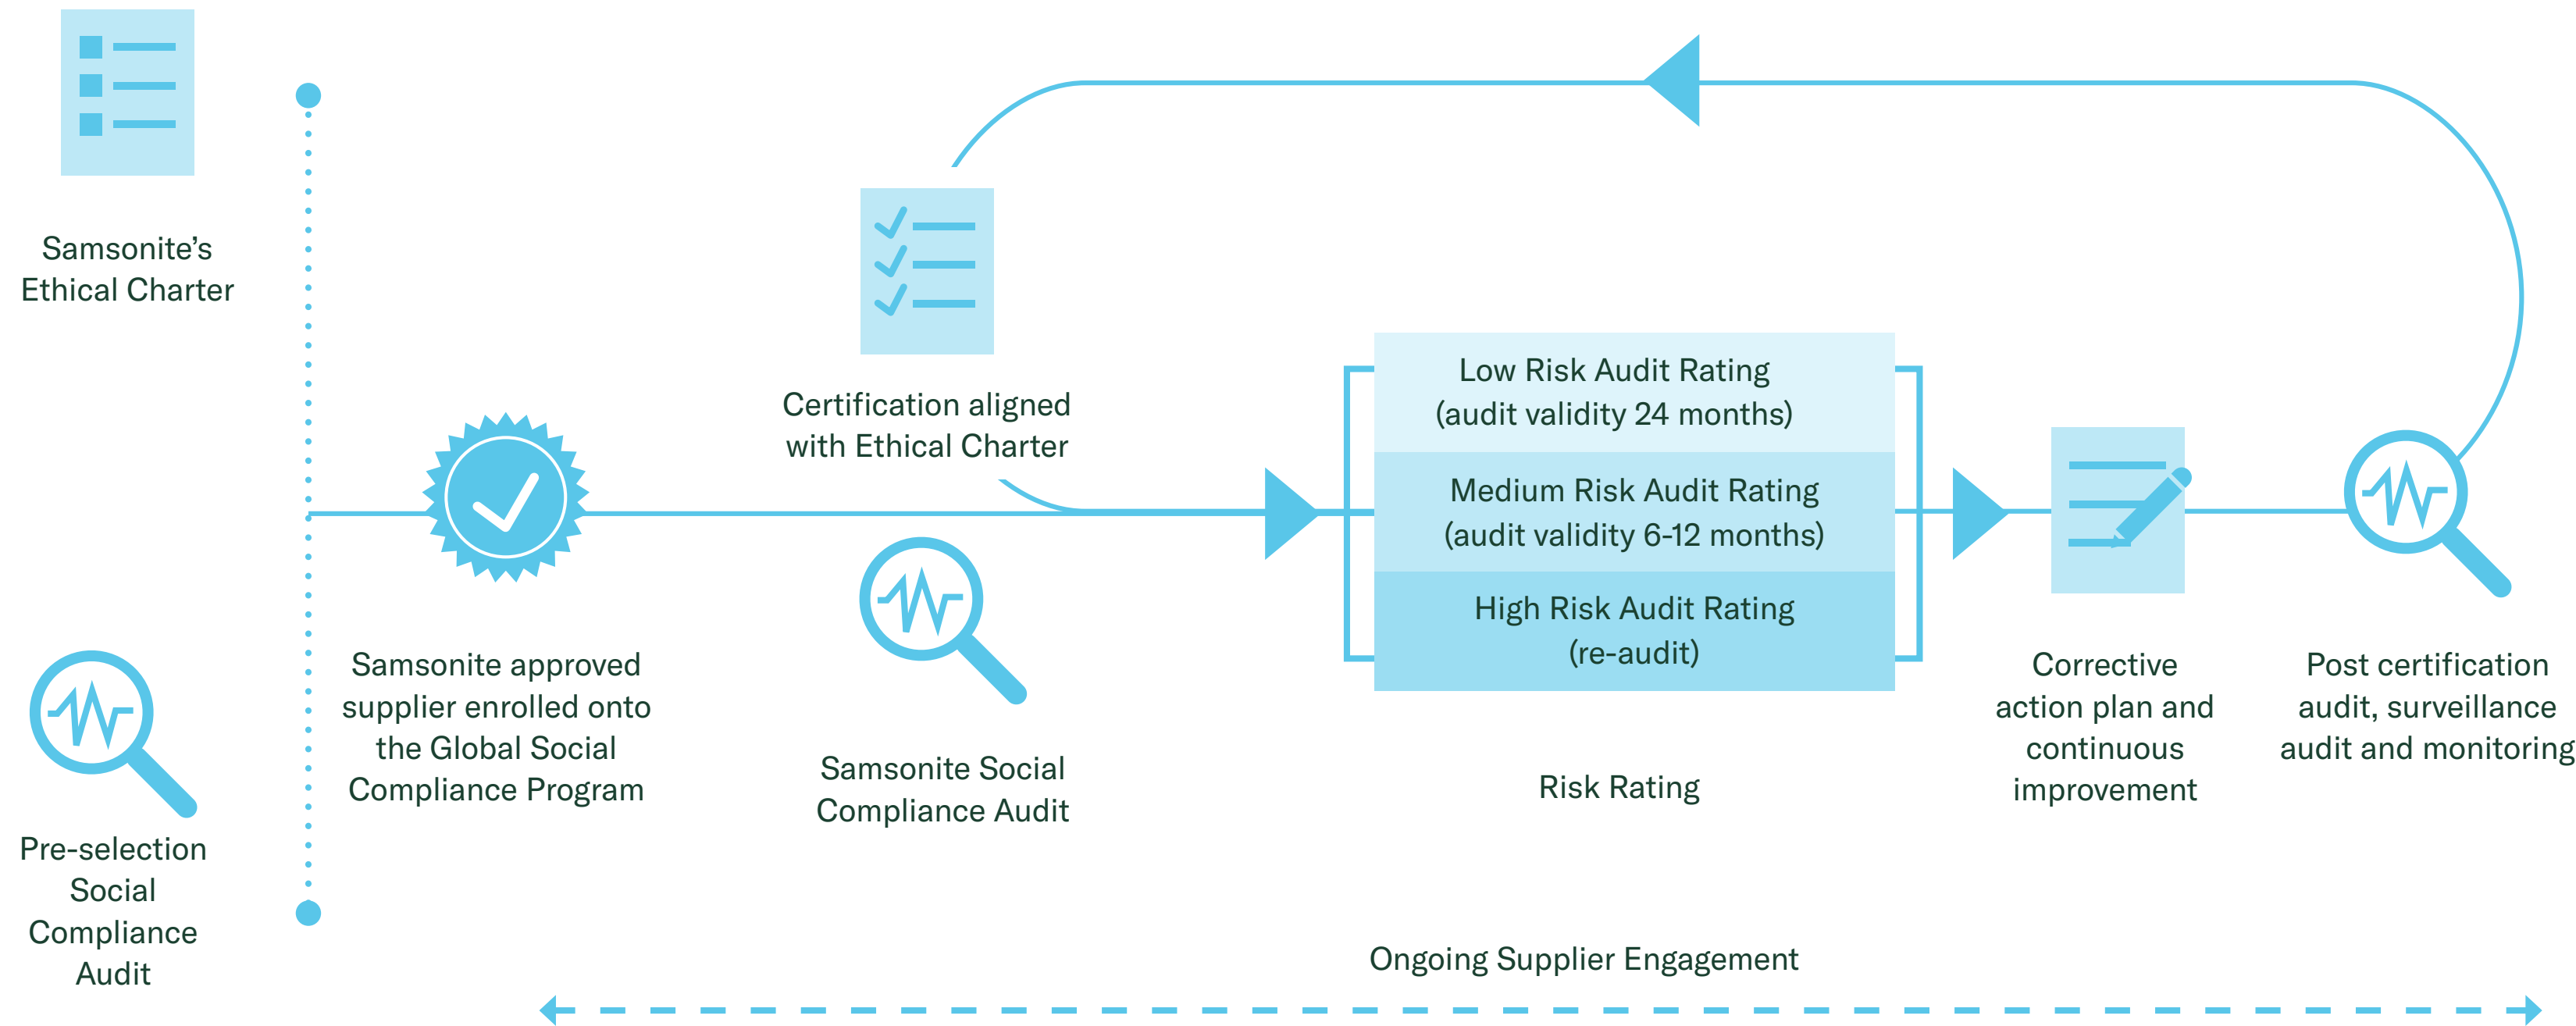 Samsonite’s
Ethical Charter
Pre-selection
Social
Compliance
Audit
Samsonite approved
supplier enrolled onto
the Global Social
Compliance Program
Certification aligned
with Ethical Charter
Samsonite Social
Compliance Audit
Low Risk Audit Rating
(audit validity 24 months)
Medium Risk Audit Rating
(audit validity 6-12 months)
High Risk Audit Rating
(re-audit)
Risk Rating
Corrective
action plan and
continuous
improvement
Post certification
audit, surveillance
audit and monitoring
Ongoing Supplier Engagement